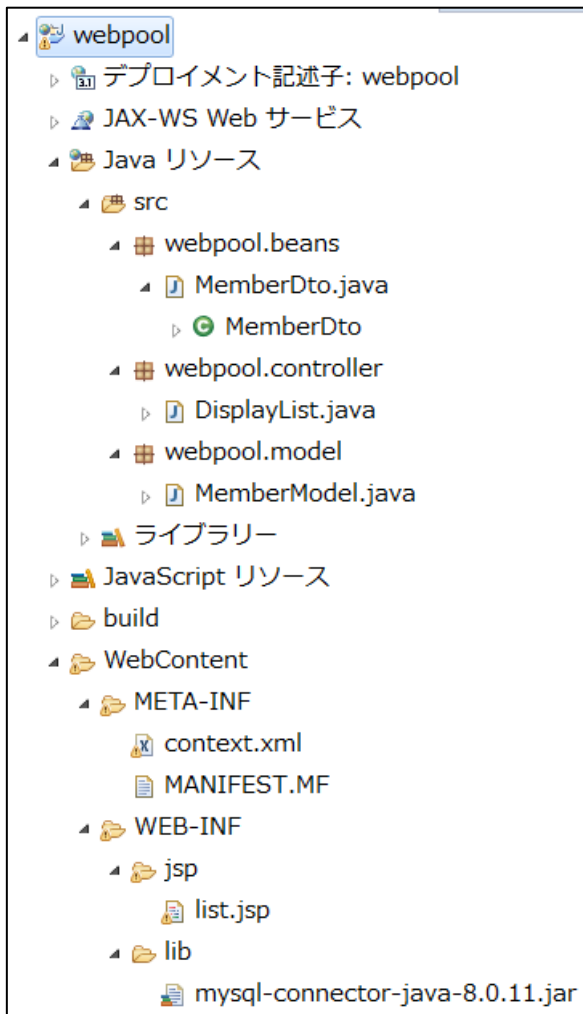 webpool
3.1 デプロイメント記述子: webpool
JAX-WS Web サービス
Java リソース
src
webpool.beans
J MemberDto.java
C MemberDto
webpool.controller
J DisplayList.java
webpool.model
J MemberModel.java
ライブラリー
JavaScript リソース
build
WebContent
META-INF
X context.xml
MANIFEST.MF
WEB-INF
jsp
list.jsp
lib
mysql-connector-java-8.0.11.jar